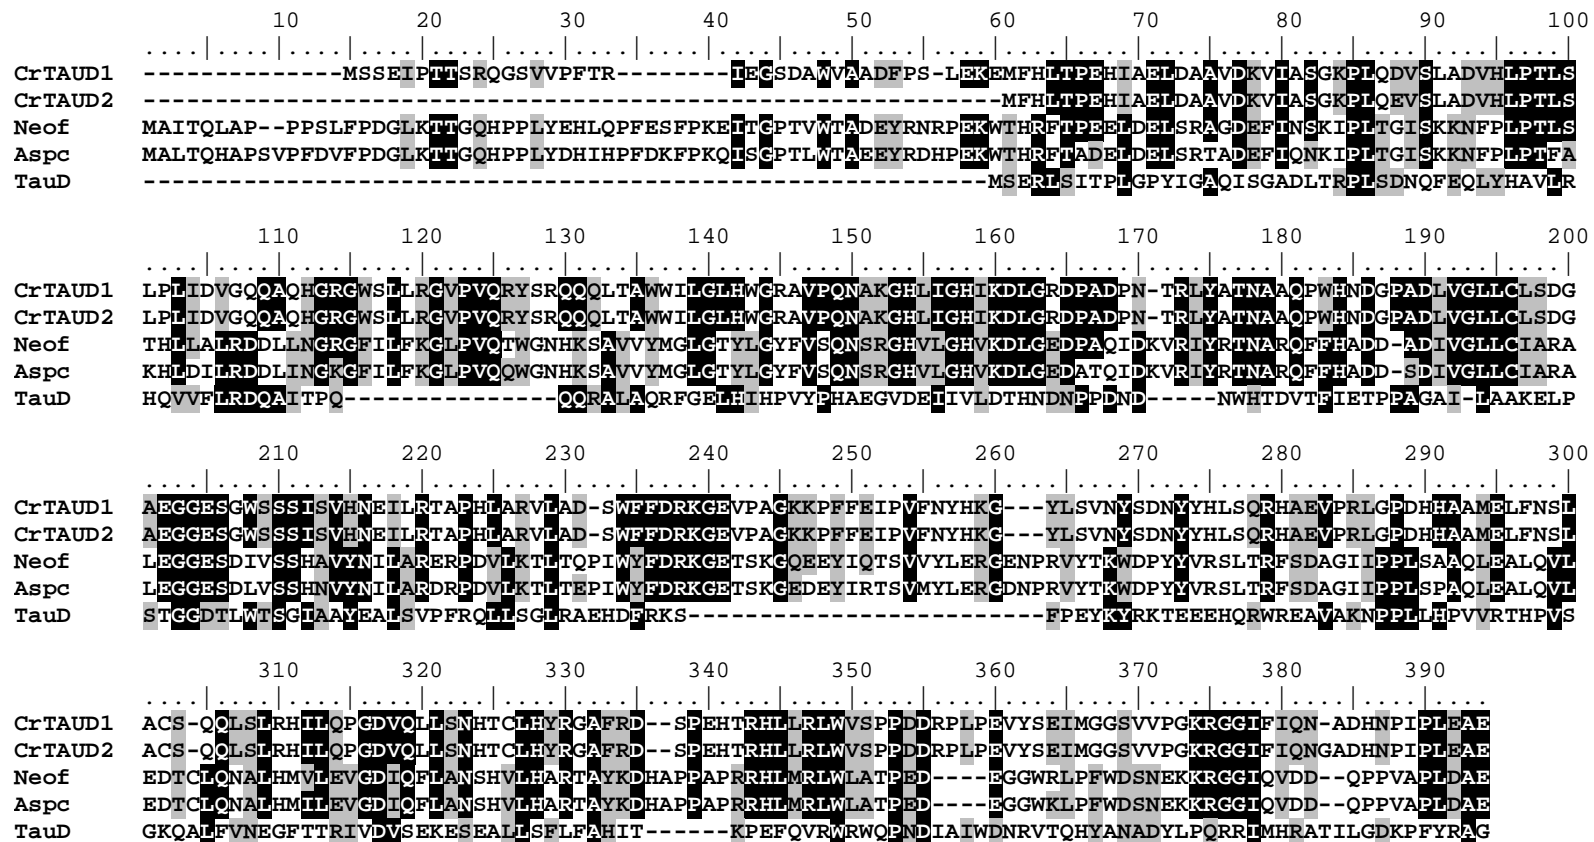 10 20 30 40 50 60 70 80 90 100
....|....|....|....|....|....|....|....|....|....|....|....|....|....|....|....|....|....|....|....|
CrTAUD1 --------------MSSEIPTTSRQGSVVPFTR--------IEGSDAWVAADFPS-LEKEMFHLTPEHIAELDAAVDKVIASGKPLQDVSLADVHLPTLS
CrTAUD2 ------------------------------------------------------------MFHLTPEHIAELDAAVDKVIASGKPLQEVSLADVHLPTLS
Neof MAITQLAP--PPSLFPDGLKTTGQHPPLYEHLQPFESFPKEITGPTVWTADEYRNRPEKWTHRFTPEELDELSRAGDEFINSKIPLTGISKKNFPLPTLS
Aspc MALTQHAPSVPFDVFPDGLKTTGQHPPLYDHIHPFDKFPKQISGPTLWTAEEYRDHPEKWTHRFTADELDELSRTADEFIQNKIPLTGISKKNFPLPTFA
TauD -----------------------------------------------------------MSERLSITPLGPYIGAQISGADLTRPLSDNQFEQLYHAVLR
110 120 130 140 150 160 170 180 190 200
....|....|....|....|....|....|....|....|....|....|....|....|....|....|....|....|....|....|....|....|
CrTAUD1 LPLIDVGQQAQHGRGWSLLRGVPVQRYSRQQQLTAWWILGLHWGRAVPQNAKGHLIGHIKDLGRDPADPN-TRLYATNAAQPWHNDGPADLVGLLCLSDG
CrTAUD2 LPLIDVGQQAQHGRGWSLLRGVPVQRYSRQQQLTAWWILGLHWGRAVPQNAKGHLIGHIKDLGRDPADPN-TRLYATNAAQPWHNDGPADLVGLLCLSDG
Neof THLLALRDDLLNGRGFILFKGLPVQTWGNHKSAVVYMGLGTYLGYFVSQNSRGHVLGHVKDLGEDPAQIDKVRIYRTNARQFFHADD-ADIVGLLCIARA
Aspc KHLDILRDDLINGKGFILFKGLPVQQWGNHKSAVVYMGLGTYLGYFVSQNSRGHVLGHVKDLGEDATQIDKVRIYRTNARQFFHADD-SDIVGLLCIARA
TauD HQVVFLRDQAITPQ---------------QQRALAQRFGELHIHPVYPHAEGVDEIIVLDTHNDNPPDND-----NWHTDVTFIETPPAGAI-LAAKELP
210 220 230 240 250 260 270 280 290 300
....|....|....|....|....|....|....|....|....|....|....|....|....|....|....|....|....|....|....|....|
CrTAUD1 AEGGESGWSSSISVHNEILRTAPHLARVLAD-SWFFDRKGEVPAGKKPFFEIPVFNYHKG---YLSVNYSDNYYHLSQRHAEVPRLGPDHHAAMELFNSL
CrTAUD2 AEGGESGWSSSISVHNEILRTAPHLARVLAD-SWFFDRKGEVPAGKKPFFEIPVFNYHKG---YLSVNYSDNYYHLSQRHAEVPRLGPDHHAAMELFNSL
Neof LEGGESDIVSSHAVYNILARERPDVLKTLTQPIWYFDRKGETSKGQEEYIQTSVVYLERGENPRVYTKWDPYYVRSLTRFSDAGIIPPLSAAQLEALQVL
Aspc LEGGESDLVSSHNVYNILARDRPDVLKTLTEPIWYFDRKGETSKGEDEYIRTSVMYLERGDNPRVYTKWDPYYVRSLTRFSDAGIIPPLSPAQLEALQVL
TauD STGGDTLWTSGIAAYEALSVPFRQLLSGLRAEHDFRKS-------------------------FPEYKYRKTEEEHQRWREAVAKNPPLLHPVVRTHPVS
310 320 330 340 350 360 370 380 390
....|....|....|....|....|....|....|....|....|....|....|....|....|....|....|....|....|....|....
CrTAUD1 ACS-QQLSLRHILQPGDVQLLSNHTCLHYRGAFRD--SPEHTRHLLRLWVSPPDDRPLPEVYSEIMGGSVVPGKRGGIFIQN-ADHNPIPLEAE
CrTAUD2 ACS-QQLSLRHILQPGDVQLLSNHTCLHYRGAFRD--SPEHTRHLLRLWVSPPDDRPLPEVYSEIMGGSVVPGKRGGIFIQNGADHNPIPLEAE
Neof EDTCLQNALHMVLEVGDIQFLANSHVLHARTAYKDHAPPAPRRHLMRLWLATPED----EGGWRLPFWDSNEKKRGGIQVDD--QPPVAPLDAE
Aspc EDTCLQNALHMILEVGDIQFLANSHVLHARTAYKDHAPPAPRRHLMRLWLATPED----EGGWKLPFWDSNEKKRGGIQVDD--QPPVAPLDAE
TauD GKQALFVNEGFTTRIVDVSEKESEALLSFLFAHIT------KPEFQVRWRWQPNDIAIWDNRVTQHYANADYLPQRRIMHRATILGDKPFYRAG